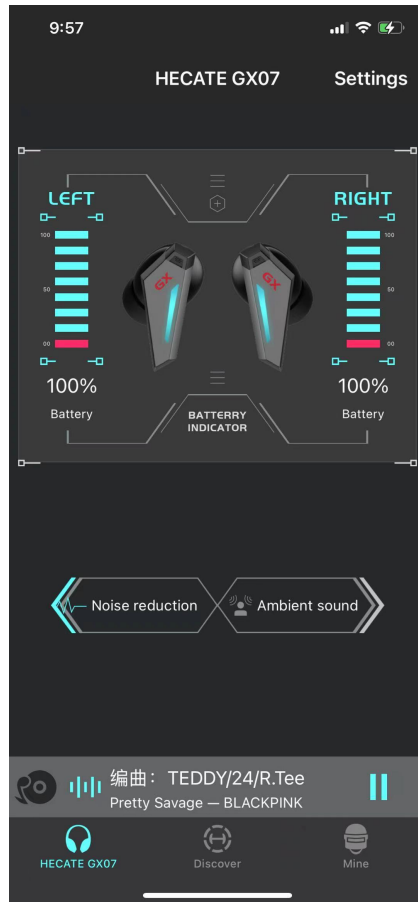 9:57
HECATE GX07
Settings
LEFT
RIGHT
100
100
50
50
00
00
GX
GX
100%
100%
Battery
Battery
BATTERRY
INDICATOR
Noise reduction
Ambient sound
编曲： TEDDY/24/R.Tee
Pretty Savage — BLACKPINK
HECATE GX07
Discover
Mine